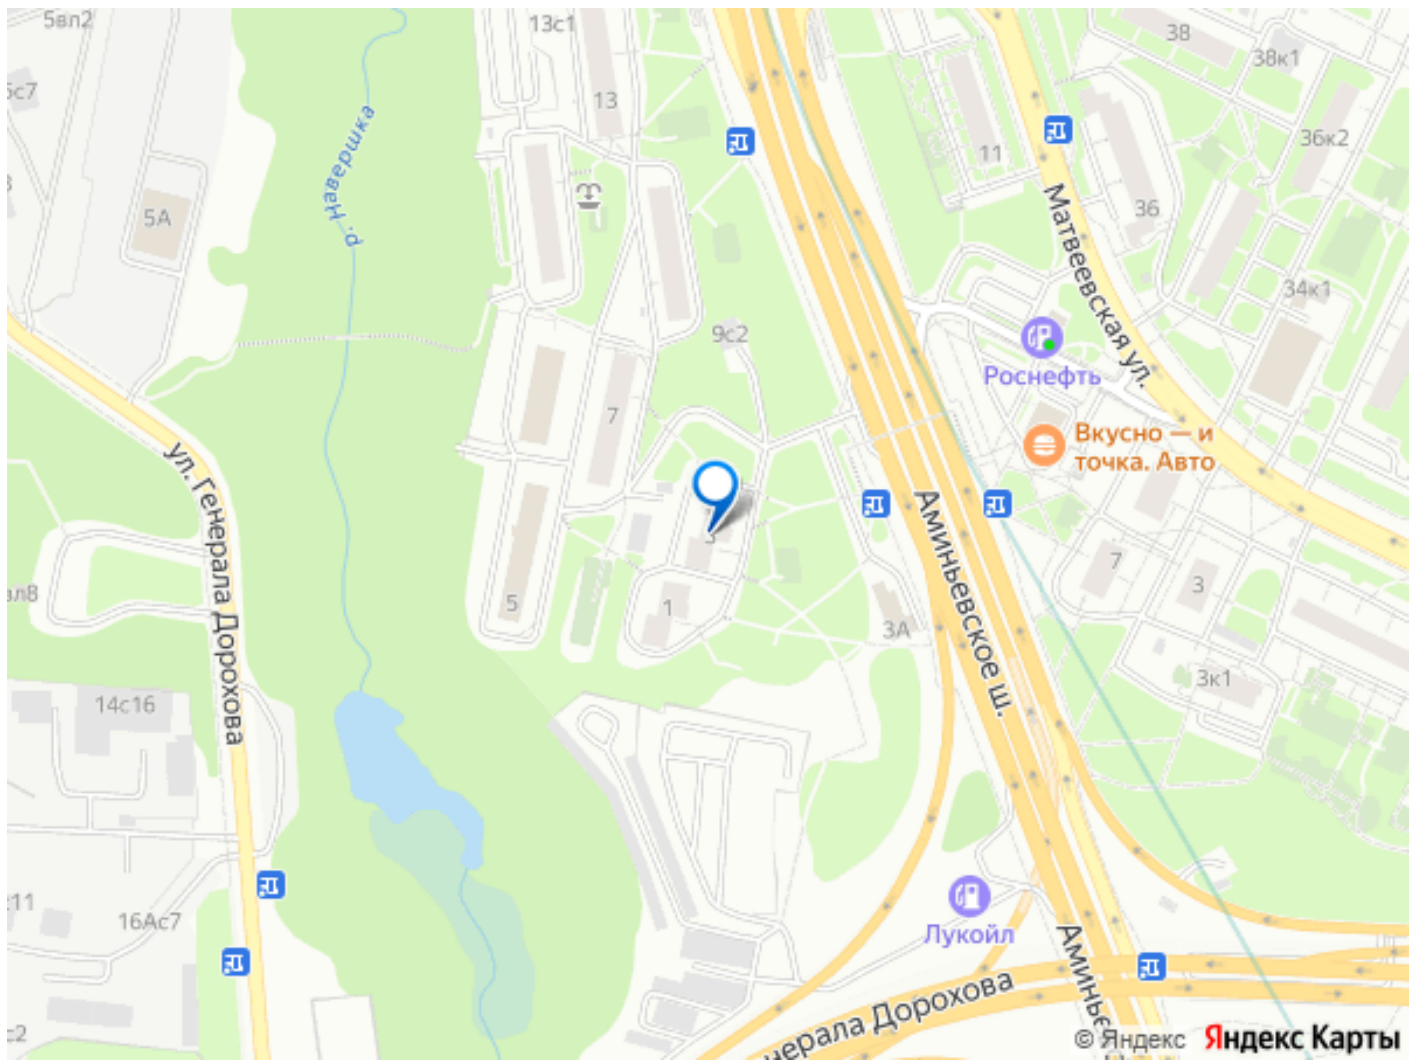 5вл2
13с1
38
38к1
5с7
13
36к2
11
р. Навершка
5А
36
Матвеевская ул.
34к1
9с2
Роснефть
7
Вкусно — и
точка. Авто
ул. Генерала Дорохова
Аминьевское ш.
3
5
1
7
3
3А
вл8
3к1
14с16
16Ас7
с11
Лукойл
с2
Генерала Дорохова
Аминье
© Яндекс
Яндекс Карты